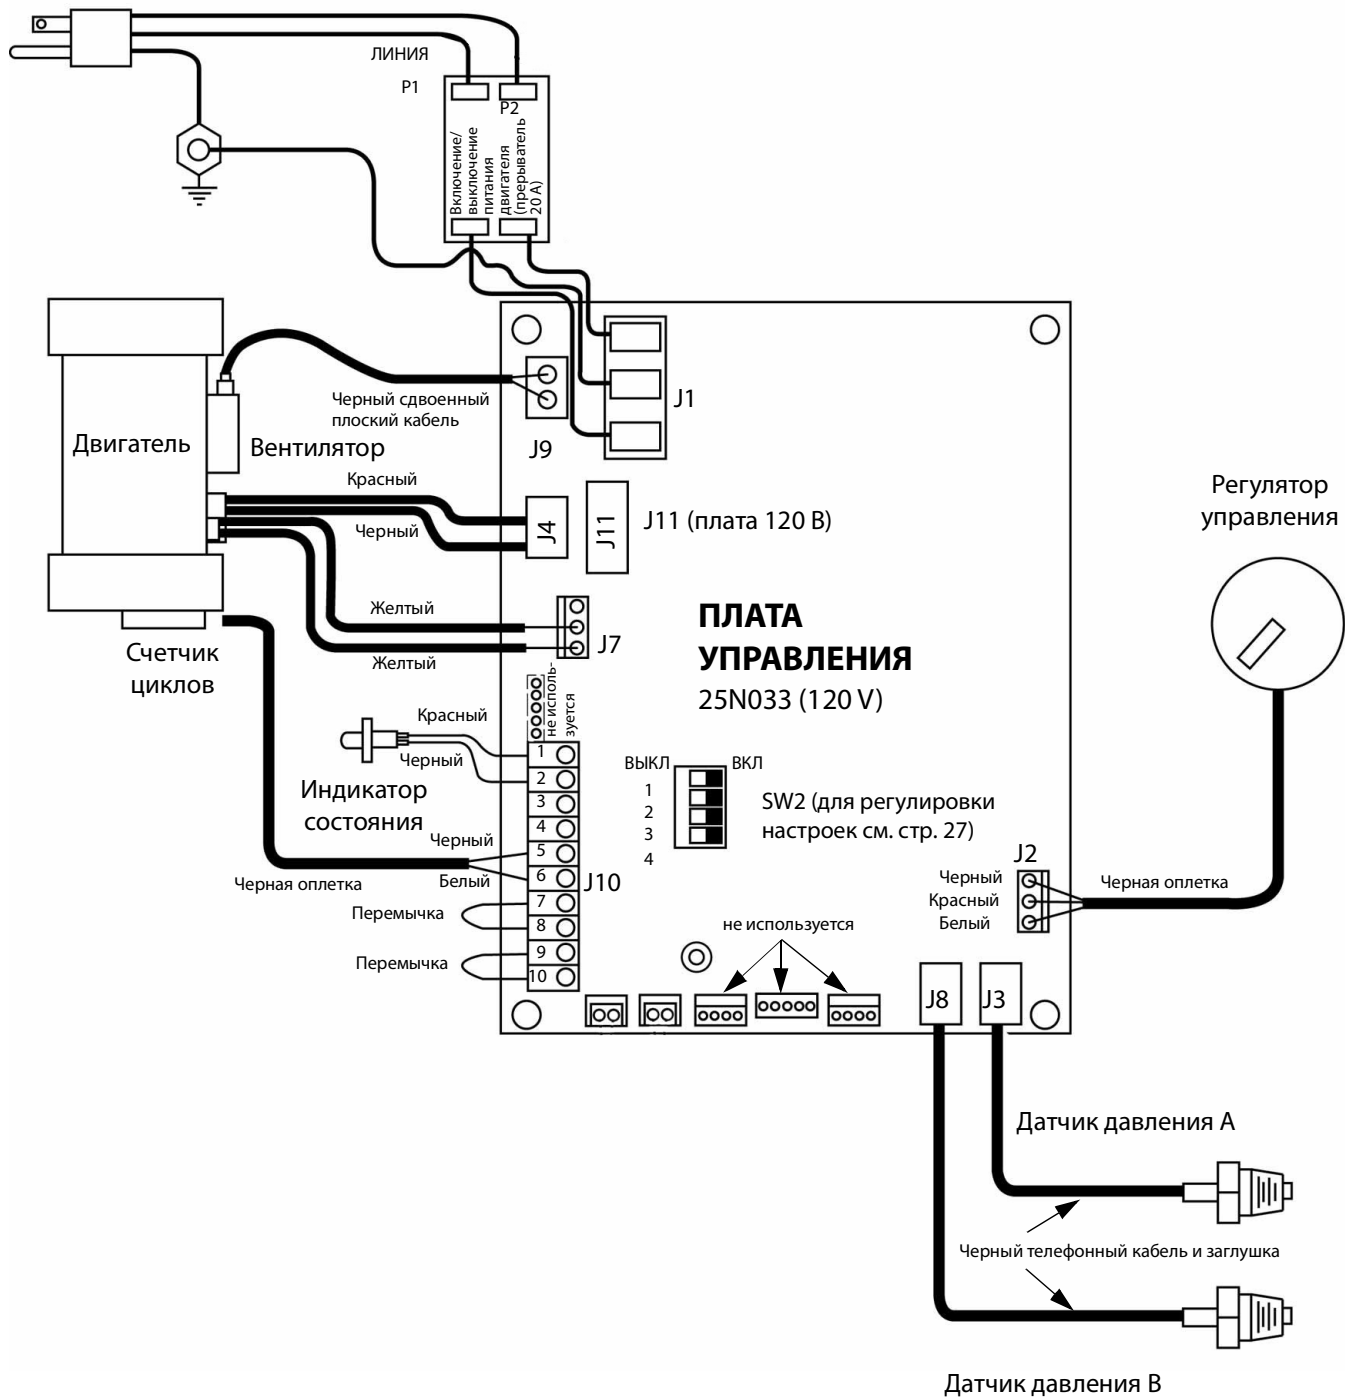 ЛИНИЯ
P1
P2
Включение/
выключение
питания
двигателя
(прерыватель
20 А)
Черный сдвоенный
плоский кабель
J9
J1
Двигатель
Вентилятор
Красный
Черный
J4
J11
J11 (плата 120 В)
Регулятор
управления
Желтый
Желтый
J7
ПЛАТА
УПРАВЛЕНИЯ
25N033 (120 V)
Счетчик
циклов
не исполь-
зуется
Красный
Черный
Индикатор
состояния
1
2
3
4
5
6
7
8
9
10
J10
ВЫКЛ
ВКЛ
1
2
3
4
SW2 (для регулировки
настроек см. стр. 27)
Черный
Белый
Черная оплетка
Перемычка
Перемычка
не используется
J2
Черный
Красный
Белый
Черная оплетка
J8
J3
Датчик давления А
Черный телефонный кабель и заглушка
Датчик давления В